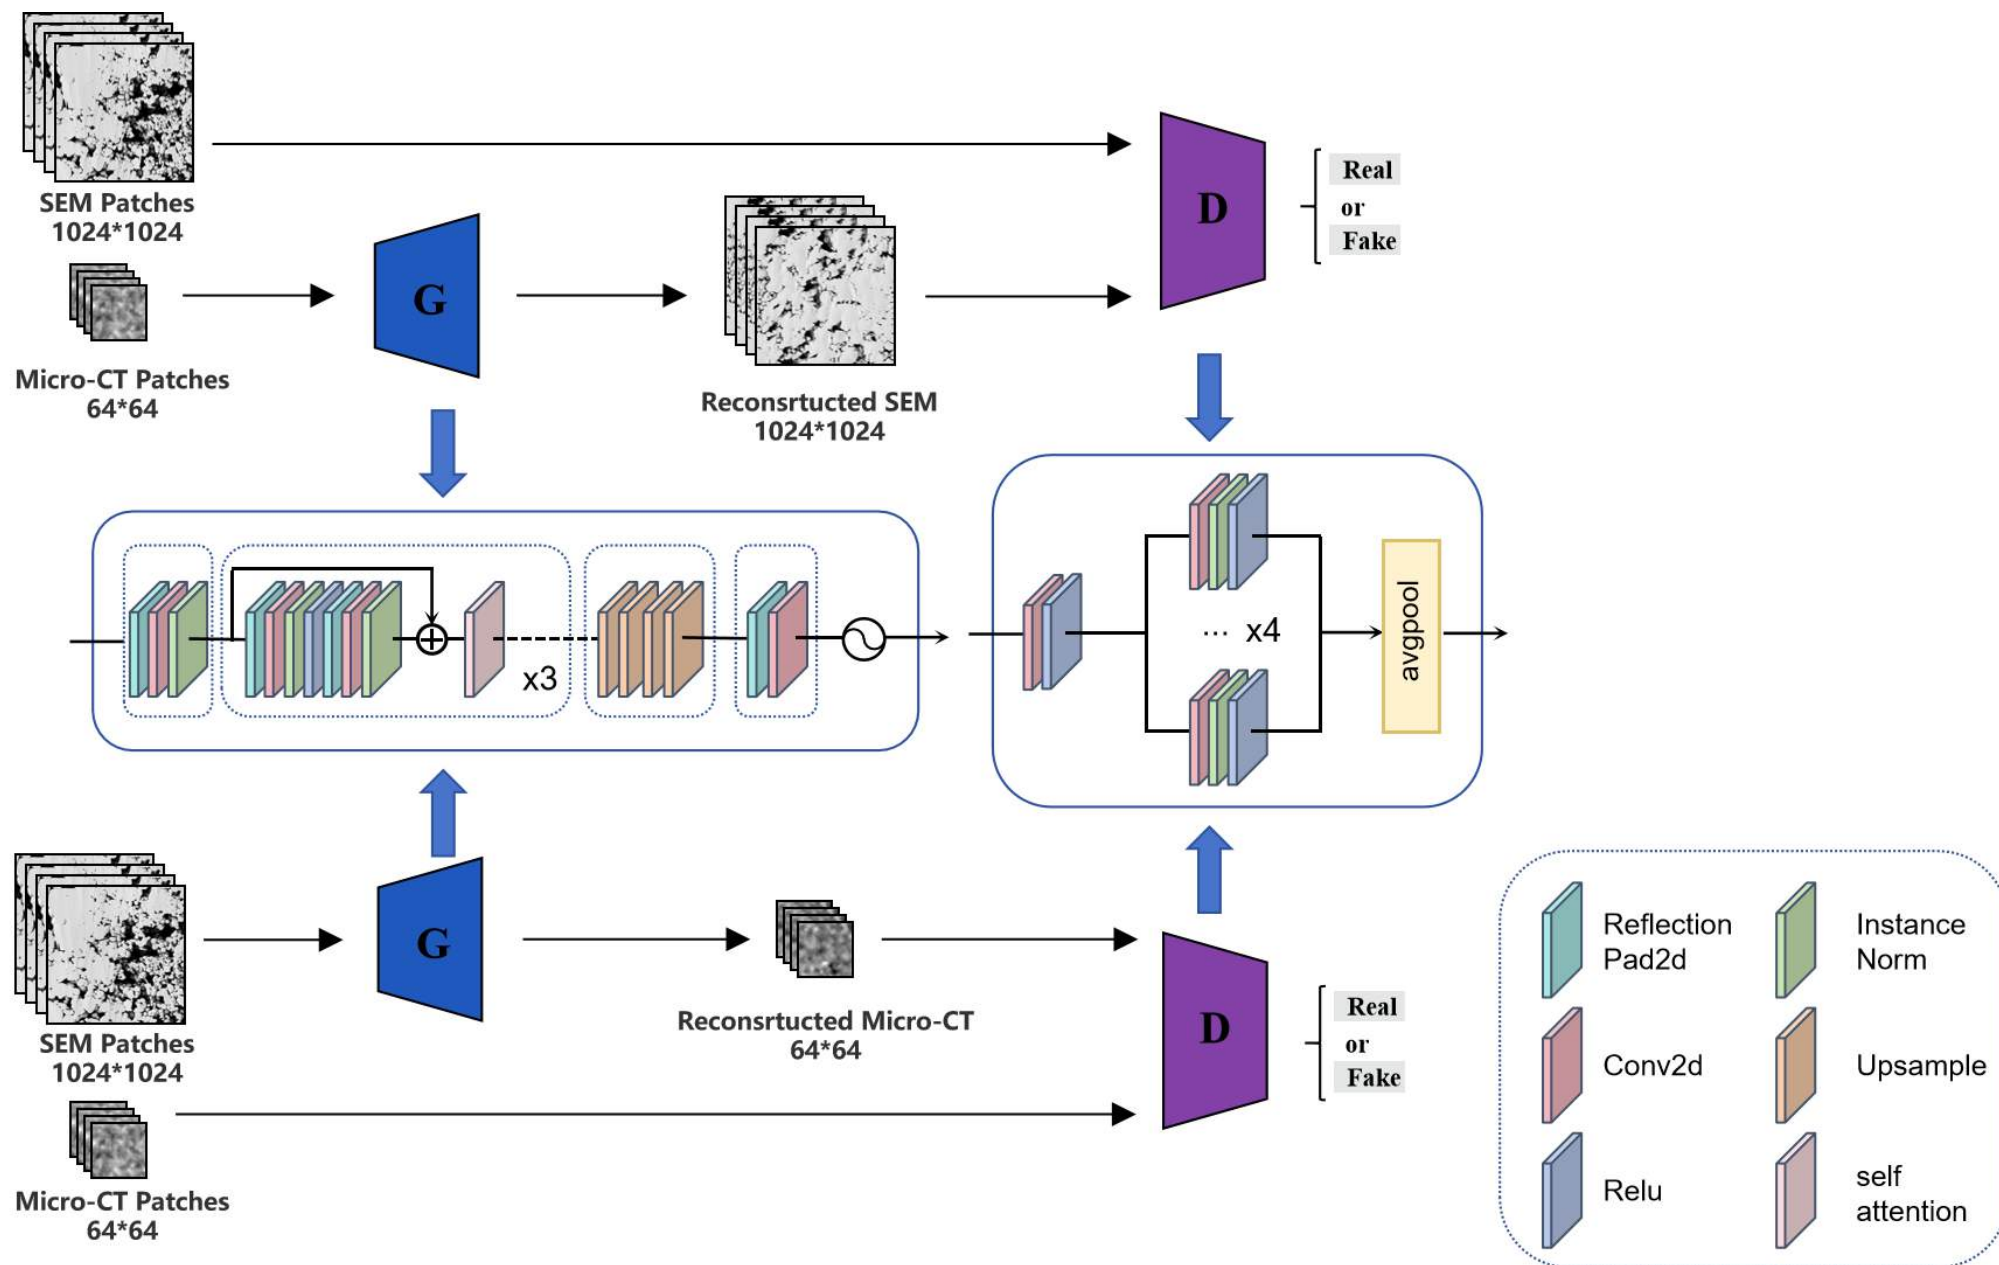 SEM Patches
1024*1024
Micro-CT Patches
64*64
G
Reconsrtucted SEM
1024*1024
D
Real
or
Fake
x3
... x4
avgpool
SEM Patches
1024*1024
Micro-CT Patches
64*64
G
Reconsrtucted Micro-CT
64*64
D
Real
or
Fake
Reflection
Pad2d
Instance
Norm
Conv2d
Upsample
Relu
self
attention